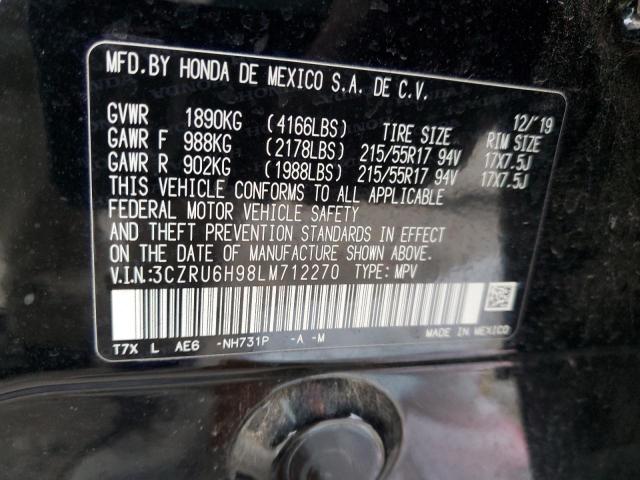 MFD.BY HONDA DE MEXICO S.A. DE C.V.
12/'19
GVWR 1890KG (4166LBS) TIRE SIZE RIM SIZE
GAWR F 988KG (2178LBS) 215/55R17 94V 17X7.5J
GAWR R 902KG (1988LBS) 215/55R17 94V 17X7.5J
THIS VEHICLE CONFORMS TO ALL APPLICABLE
FEDERAL MOTOR VEHICLE SAFETY
AND THEFT PREVENTION STANDARDS IN EFFECT
ON THE DATE OF MANUFACTURE SHOWN ABOVE.
V.I.N.:3CZRU6H98LM712270 TYPE: MPV
T7X L AE6 -NH731P -A -M
MADE IN MEXICO